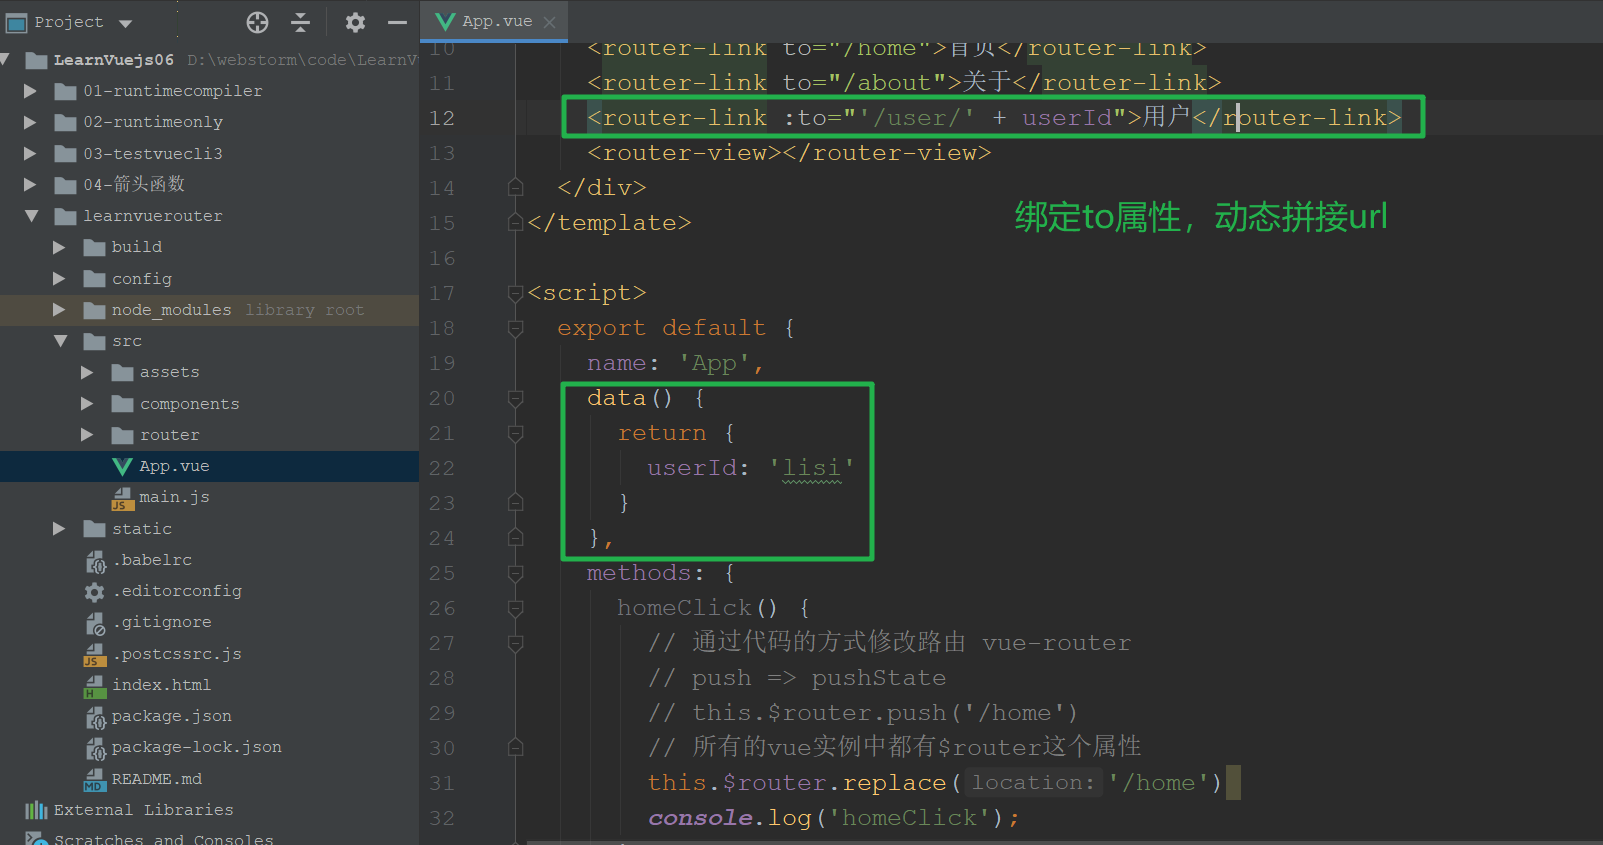 Project
LearnVuejs06 D:\webstorm\code\LearnVu
01-runtimecompiler
02-runtimeonly
03-testvuecli3
04-箭头函数
learnvuerouter
build
config
node_modules library root
src
assets
components
router
App.vue
main.js
static
.babelrc
.editorconfig
.gitignore
.postcssrc.js
index.html
package.json
package-lock.json
README.md
External Libraries
Scratches and Consoles
App.vue
10 <router-link to="/home">首页</router-link>
11 <router-link to="/about">关于</router-link>
12 <router-link :to="'/user/' + userId">用户</router-link>
13 <router-view></router-view>
14 </div>
15 </template>
绑定to属性，动态拼接url
16
17 <script>
18 export default {
19 name: 'App',
20 data() {
21 return {
22 userId: 'lisi'
23 }
24 },
25 methods: {
26 homeClick() {
27 // 通过代码的方式修改路由 vue-router
28 // push => pushState
29 // this.$router.push('/home')
30 // 所有的vue实例中都有$router这个属性
31 this.$router.replace( location: '/home')
32 console.log('homeClick');